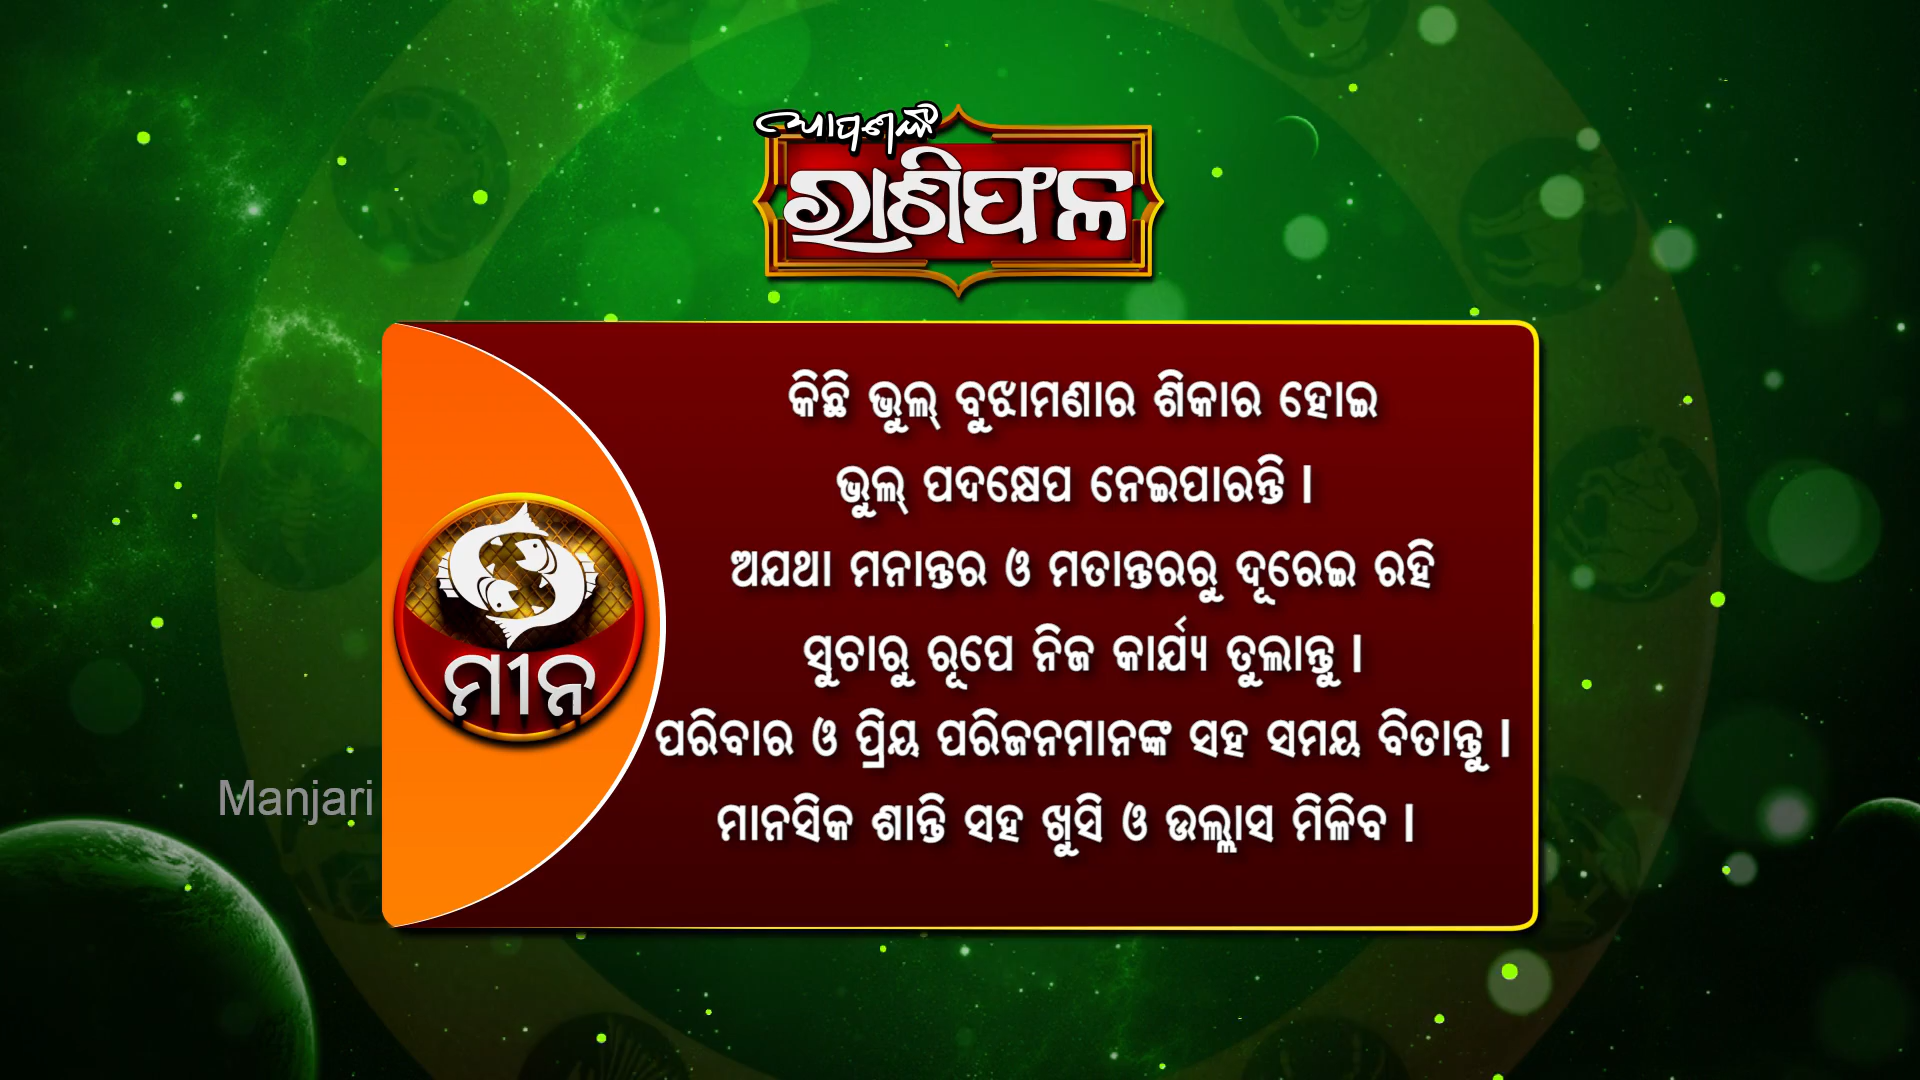 ଆପଣଙ୍କ
ରାଶିଫଳ
କିଛି ଭୁଲ୍ ବୁଝାମଣାର ଶିକାର ହୋଇ
ଭୁଲ୍ ପଦକ୍ଷେପ ନେଇପାରନ୍ତି ।
ଅଯଥା ମନାନ୍ତର ଓ ମତାନ୍ତରରୁ ଦୂରେଇ ରହି
ସୁଚାରୁ ରୂପେ ନିଜ କାର୍ଯ୍ୟ ତୁଲାନ୍ତୁ ।
ପରିବାର ଓ ପ୍ରିୟ ପରିଜନମାନଙ୍କ ସହ ସମୟ ବିତାନ୍ତୁ ।
ମାନସିକ ଶାନ୍ତି ସହ ଖୁସି ଓ ଉଲ୍ଲାସ ମିଳିବ ।
ମୀନ
Manjari